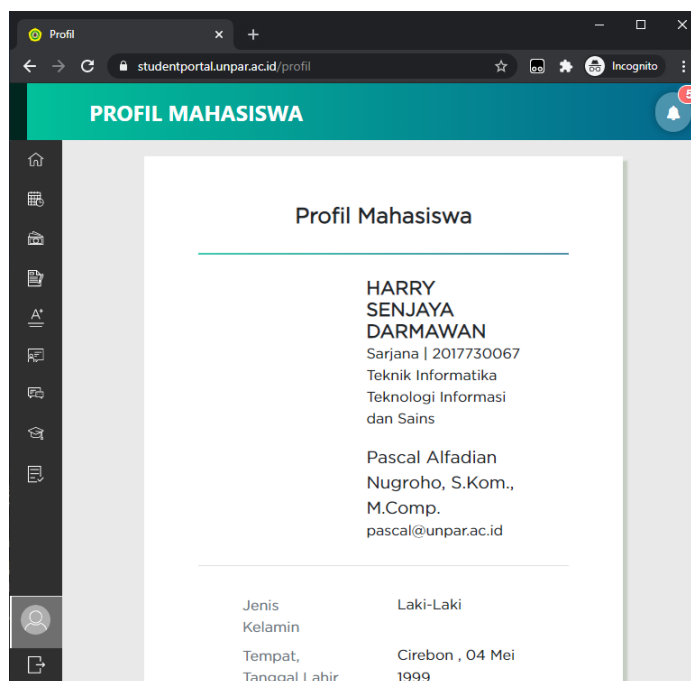 Profil
studentportal.unpar.ac.id/profil
Incognito
PROFIL MAHASISWA
5
A+
Profil Mahasiswa
HARRY
SENJAYA
DARMAWAN
Sarjana | 2017730067
Teknik Informatika
Teknologi Informasi
dan Sains
Pascal Alfadian
Nugroho, S.Kom.,
M.Comp.
pascal@unpar.ac.id
Jenis
Kelamin
Laki-Laki
Tempat,
Tanggal Lahir
Cirebon , 04 Mei
1999